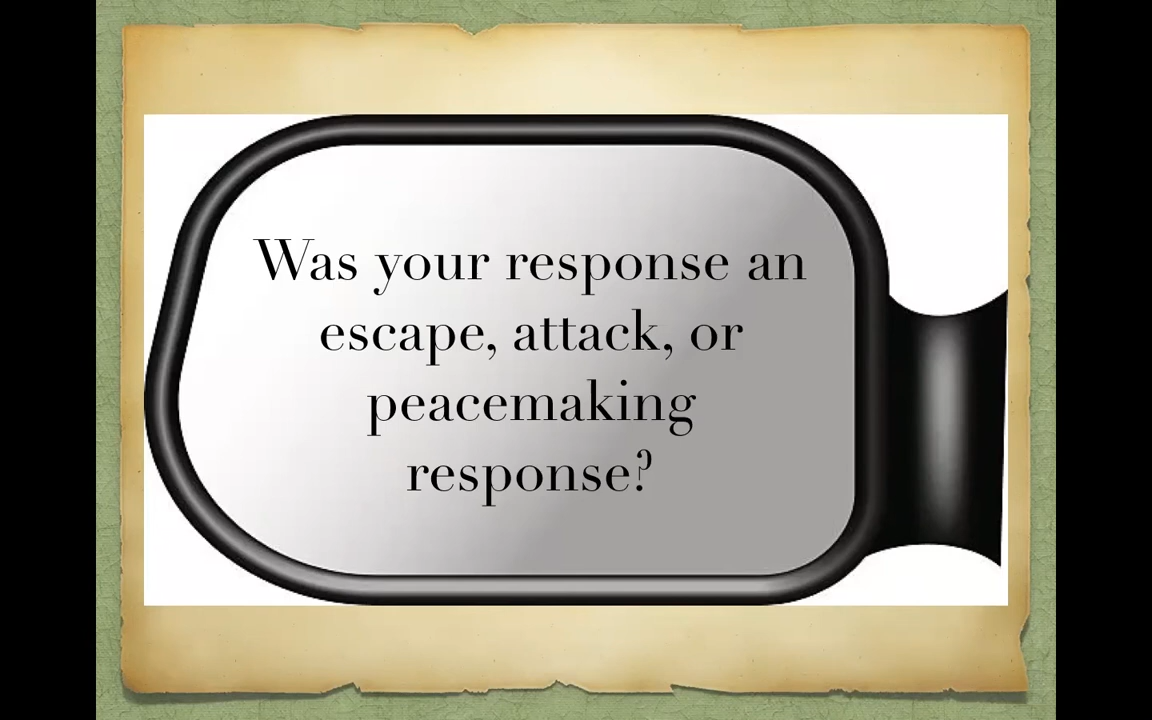 Was your response an
escape, attack, or
peacemaking
response?